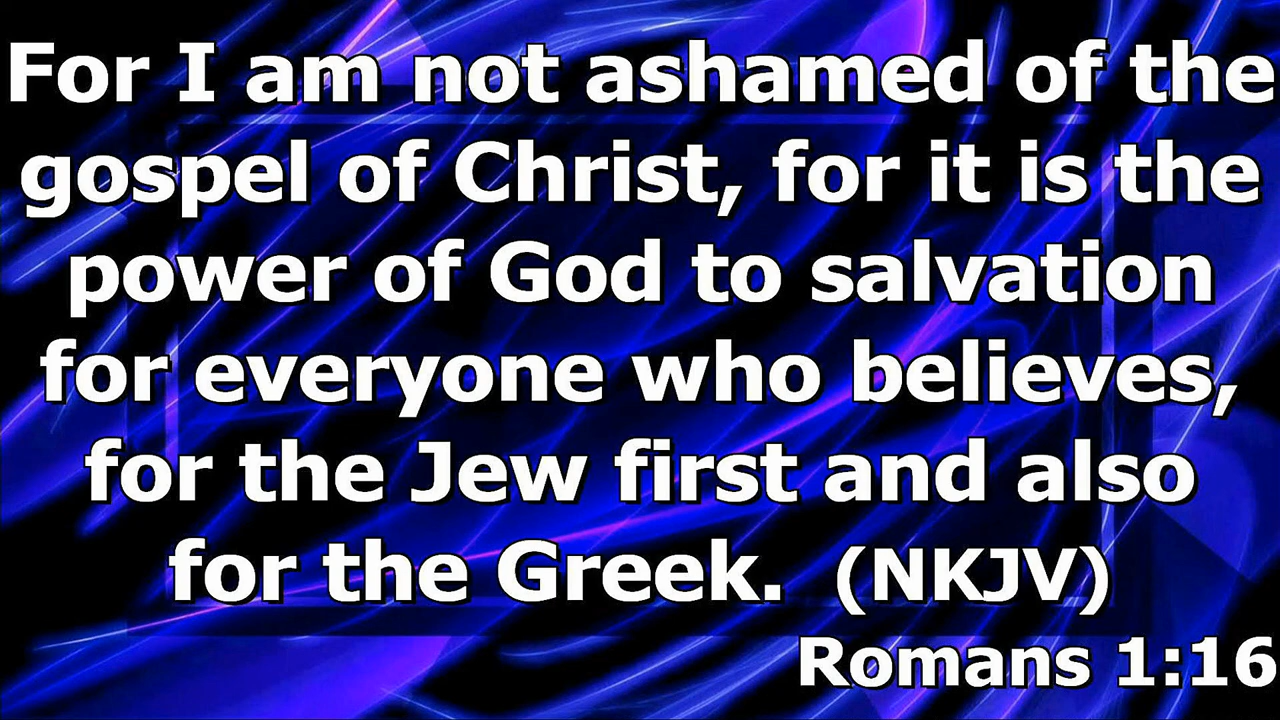 For I am not ashamed of the
gospel of Christ, for it is the
power of God to salvation
for everyone who believes,
for the Jew first and also
for the Greek.  (NKJV)
Romans 1:16